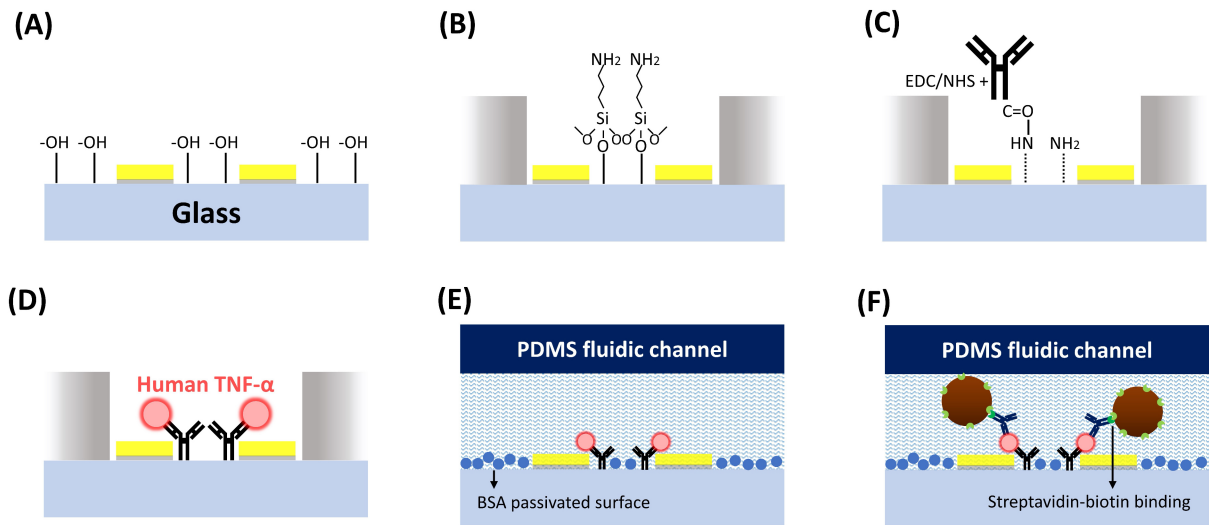 (A)
-OH -OH -OH -OH -OH -OH
Glass
(B)
NH2 NH2
Si Si
O O O O
O O
(C)
EDC/NHS +
C=O
HN NH2
(D)
Human TNF-α
(E)
PDMS fluidic channel
BSA passivated surface
(F)
PDMS fluidic channel
Streptavidin-biotin binding